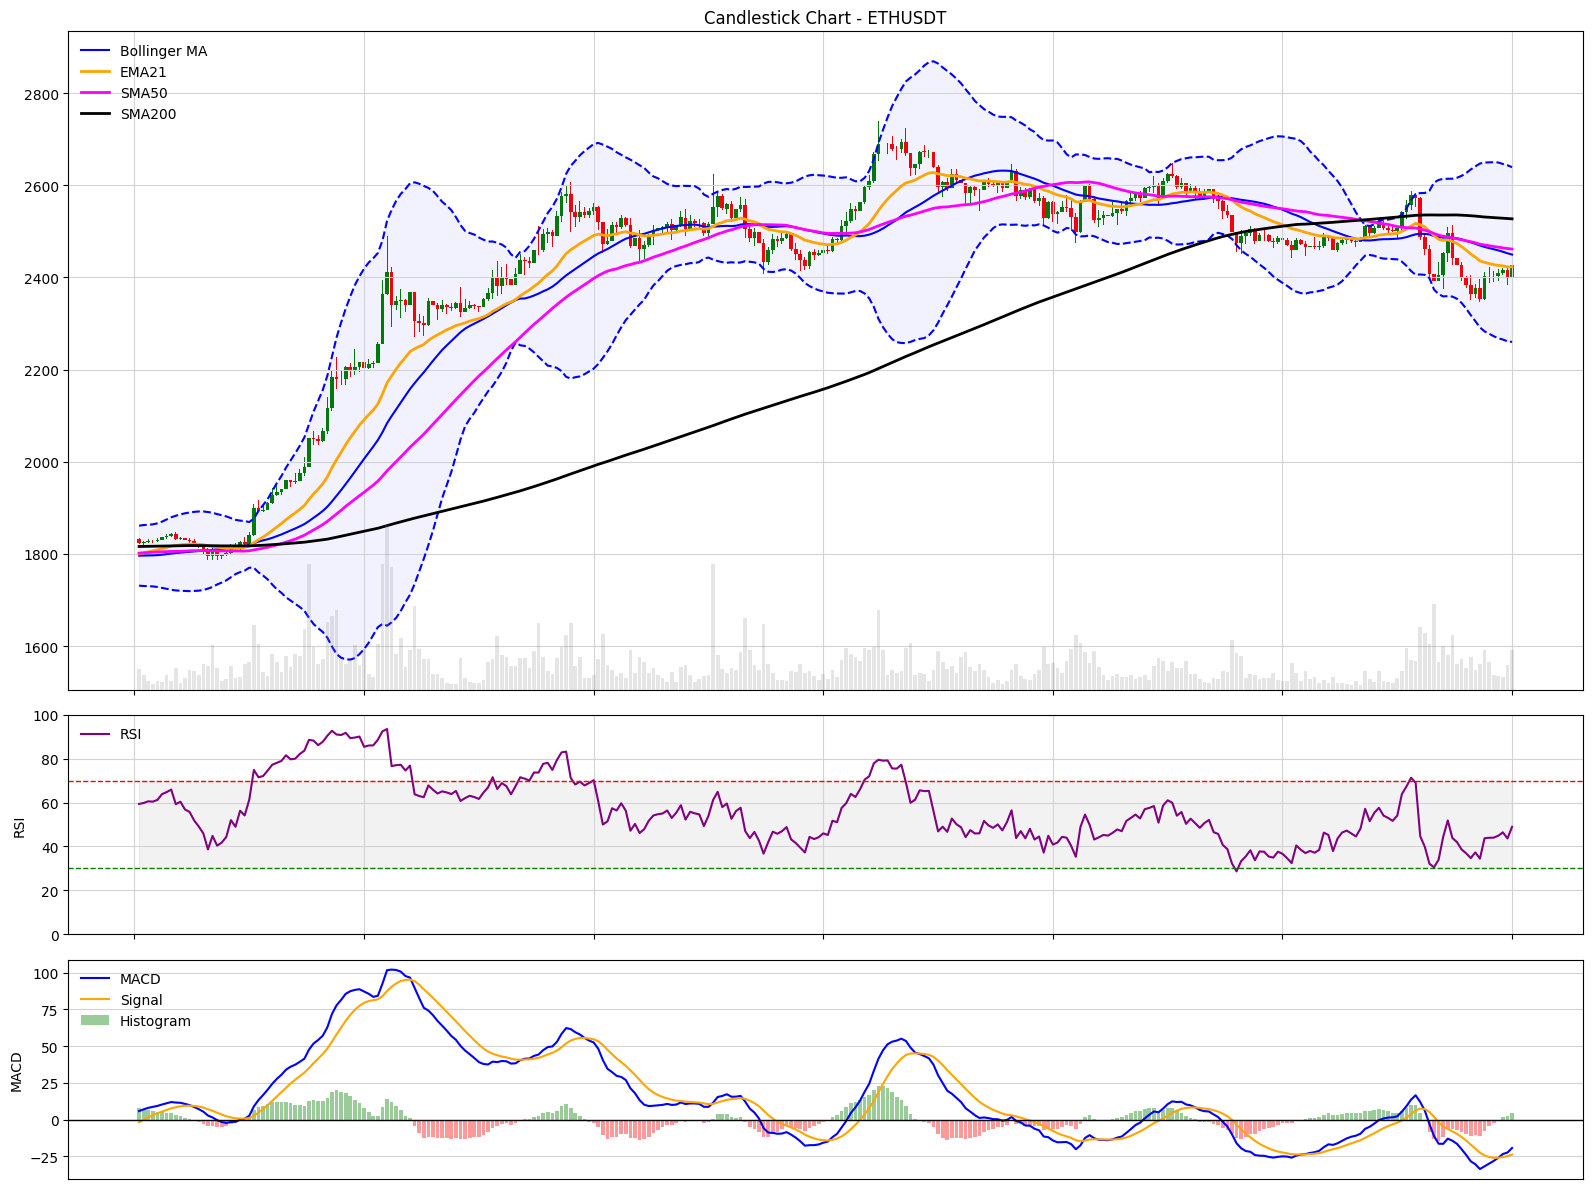 Candlestick Chart - ETHUSDT
Bollinger MA
EMA21
SMA50
SMA200
2800
2600
2400
2200
2000
1800
1600
RSI
100
80
60
40
20
0
RSI
MACD
Signal
Histogram
100
75
50
25
0
−25
MACD